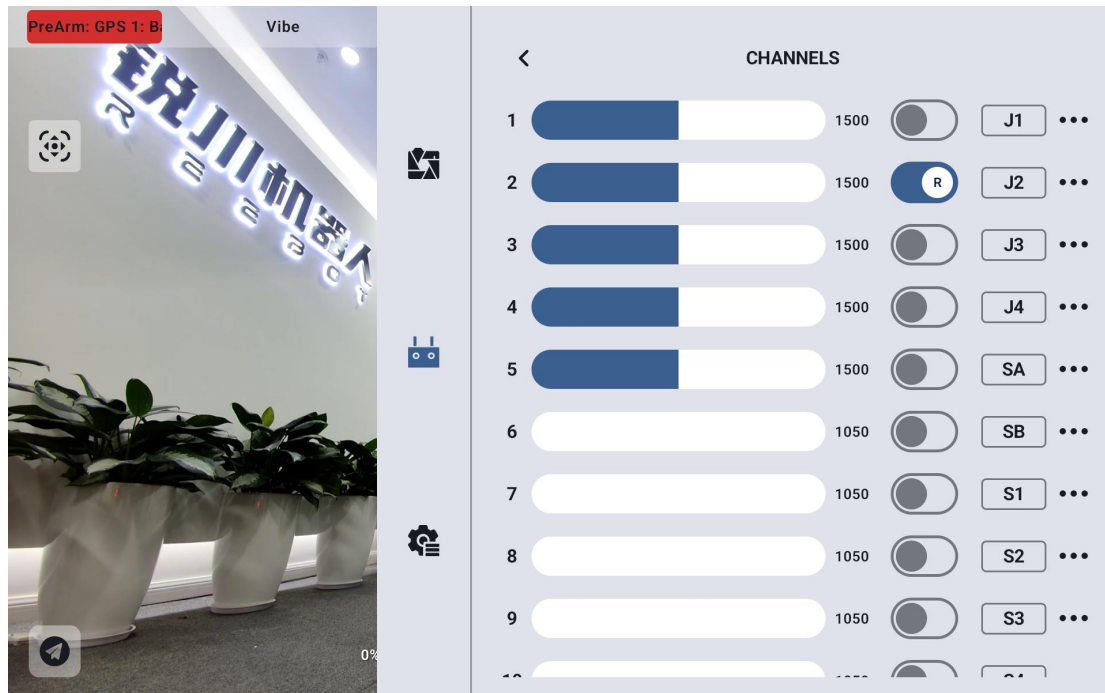 PreArm: GPS 1: Ba
Vibe
锐川机器人
REEBOT
0%
CHANNELS
1 1500 J1
2 1500 R J2
3 1500 J3
4 1500 J4
5 1500 SA
6 1050 SB
7 1050 S1
8 1050 S2
9 1050 S3